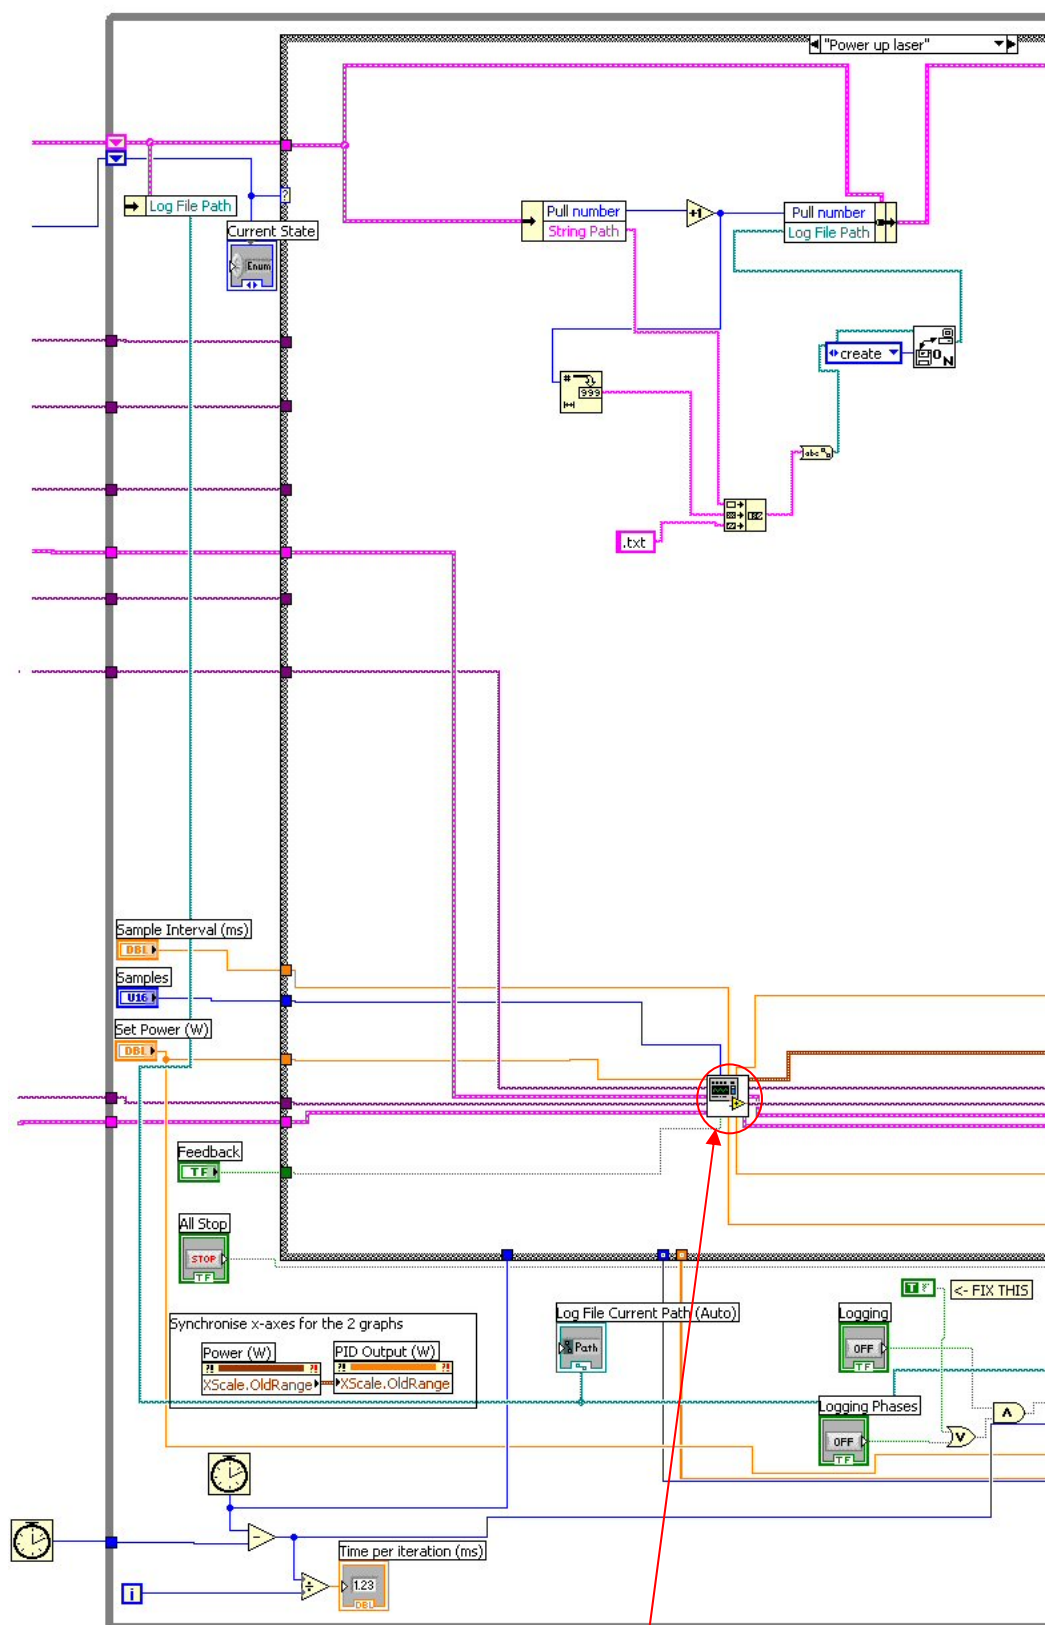 "Power up laser"
Log File Path
?
Current State
Enum
Pull number
String Path
+1
Pull number
Log File Path
create
#
999
O
N
abc
.txt
Sample Interval (ms)
DBL
Samples
U16
Set Power (W)
DBL
Feedback
TF
All Stop
STOP
TF
T F
<- FIX THIS
Log File Current Path (Auto)
Path
Logging
OFF
TF
Synchronise x-axes for the 2 graphs
Power (W)
PID Output (W)
?! !?
?! !?
XScale.OldRange
XScale.OldRange
Logging Phases
OFF
TF
Λ
V
-
Time per iteration (ms)
÷
1.23
DBL
i